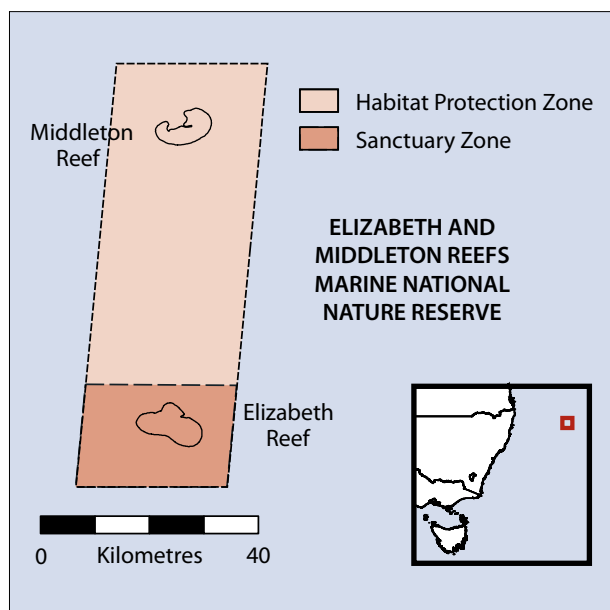 Habitat Protection Zone
Sanctuary Zone
Middleton
Reef
ELIZABETH AND
MIDDLETON REEFS
MARINE NATIONAL
NATURE RESERVE
Elizabeth
Reef
0 Kilometres 40